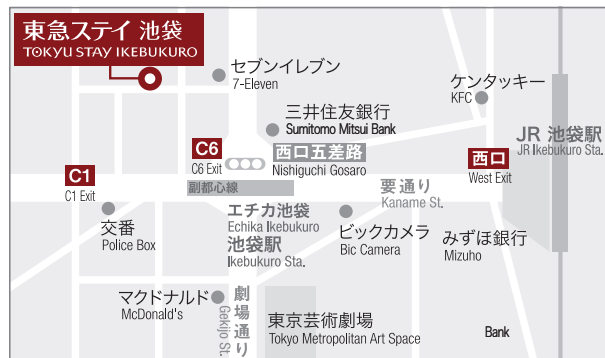 東急ステイ 池袋
TOKYU STAY IKEBUKURO
セブンイレブン
7-Eleven
ケンタッキー
KFC
三井住友銀行
Sumitomo Mitsui Bank
JR 池袋駅
JR Ikebukuro Sta.
C6
C6 Exit
西口五差路
Nishiguchi Gosaro
西口
West Exit
C1
C1 Exit
副都心線
要通り
Kaname St.
交番
Police Box
エチカ池袋
Echika Ikebukuro
池袋駅
Ikebukuro Sta.
ビックカメラ
Bic Camera
みずほ銀行
Mizuho
マクドナルド
McDonald's
劇場通り
Gekijo St.
東京芸術劇場
Tokyo Metropolitan Art Space
Bank